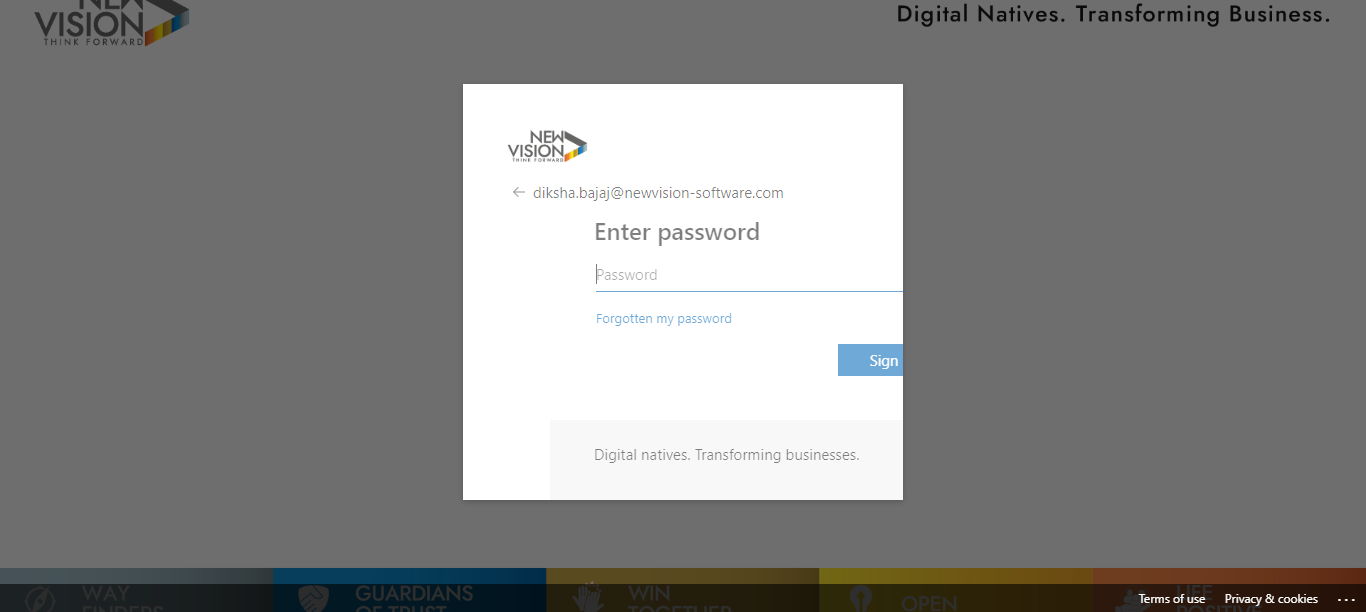 NEW
VISION
THINK FORWARD
Digital Natives. Transforming Business.
NEW
VISION
THINK FORWARD
diksha.bajaj@newvision-software.com
Enter password
Password
Forgotten my password
Sign
Digital natives. Transforming businesses.
WAY
FINDERS
GUARDIANS
OF TRUST
WIN
TOGETHER
OPEN
LIFE
POSITIVE
Terms of use
Privacy & cookies
...